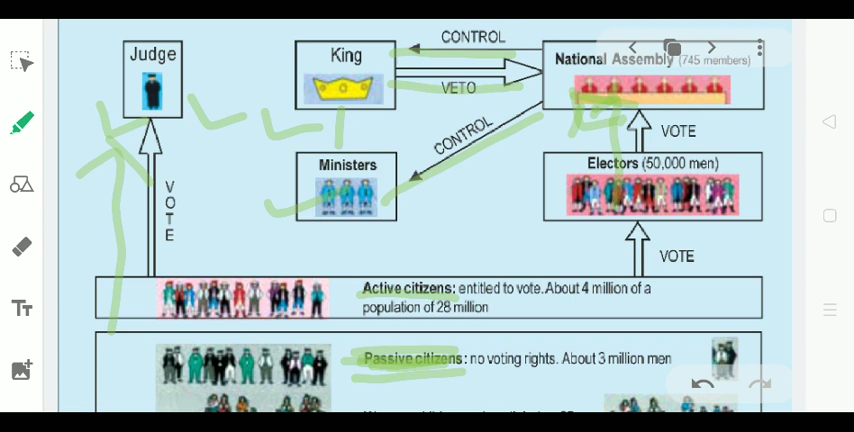 Judge
King
CONTROL
VETO
National Assembly (745 members)
CONTROL
Ministers
VOTE
Electors (50,000 men)
VOTE
VOTE
Active citizens: entitled to vote. About 4 million of a
population of 28 million
Passive citizens: no voting rights. About 3 million men
Tт